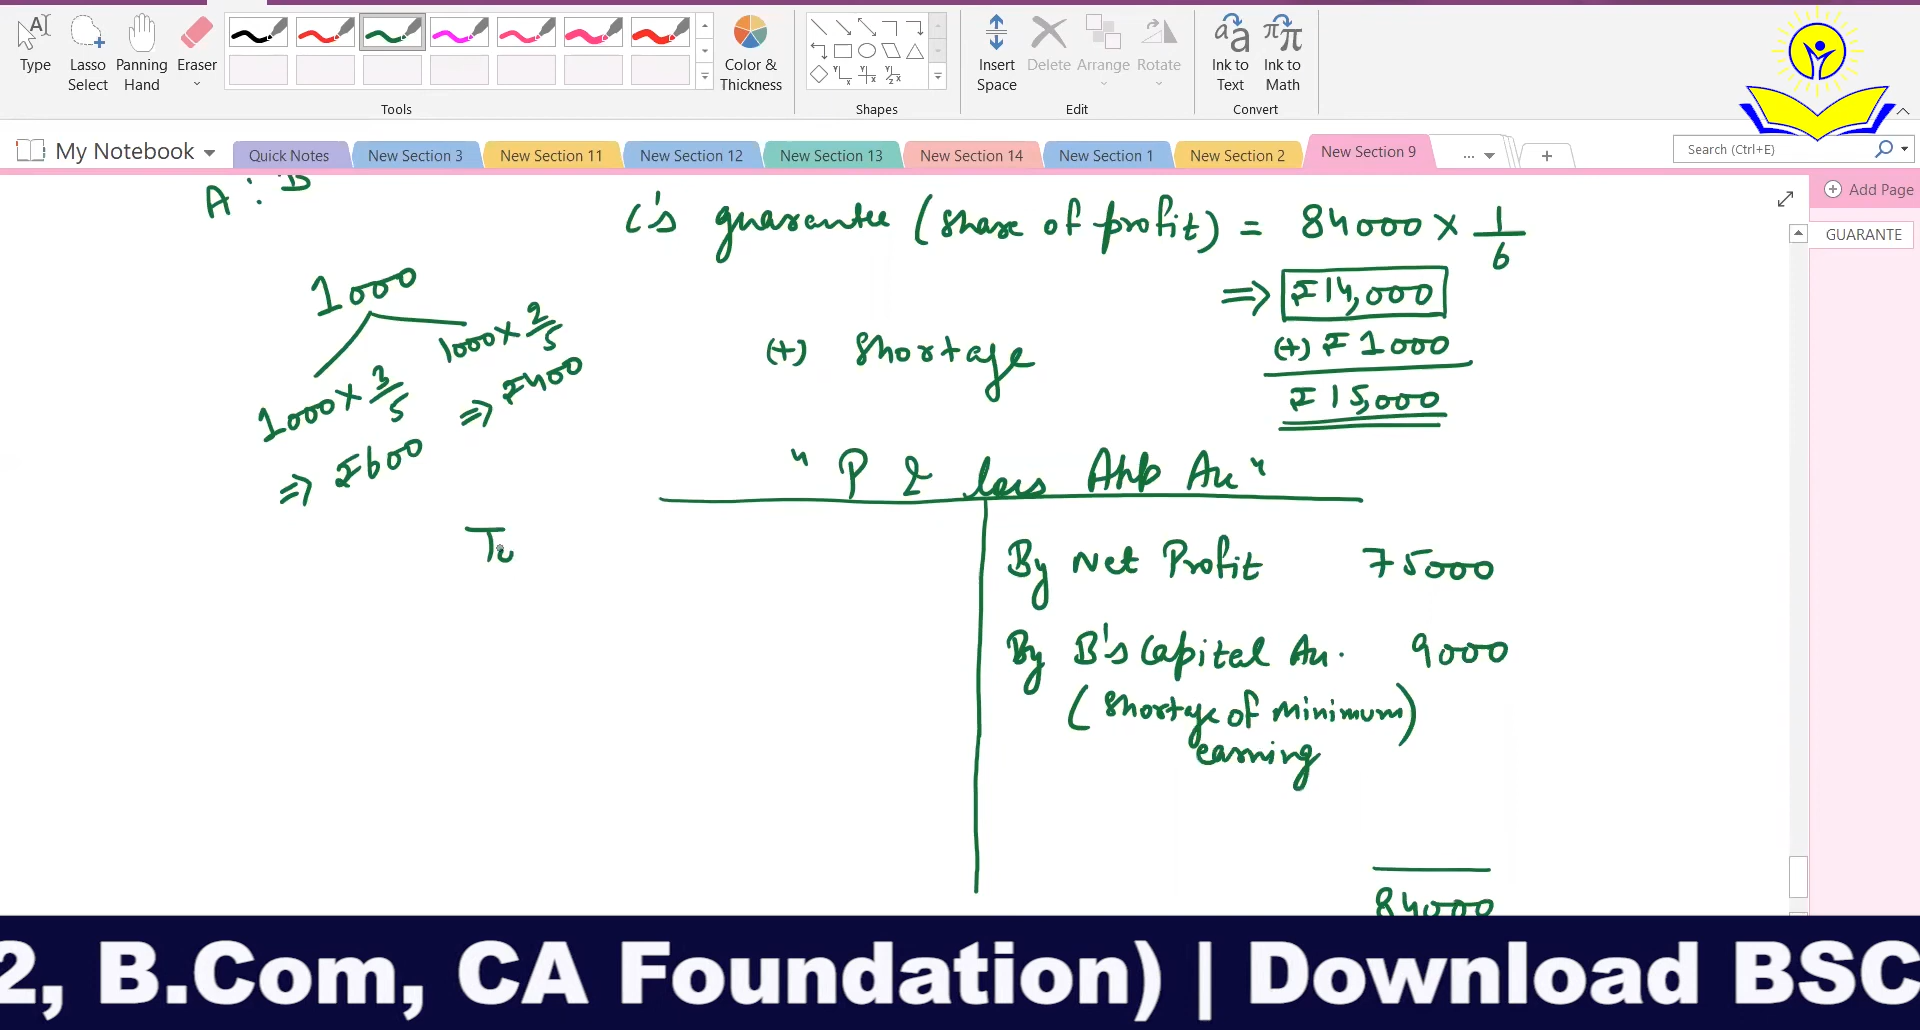 Type
Lasso Select
Panning Hand
Eraser
Tools
Color & Thickness
Shapes
Insert Space
Delete
Arrange
Rotate
Edit
Ink to Text
Ink to Math
Convert
My Notebook
Quick Notes
New Section 3
New Section 11
New Section 12
New Section 13
New Section 14
New Section 1
New Section 2
New Section 9
...
Search (Ctrl+E)
Add Page
GUARANTE
A : B
C's guarantee (Share of profit) = 84000 × 1/6
⇒ ₹14,000
(+) Shortage (+) ₹1000
₹15,000
1000
1000 × 2/5
⇒ ₹400
1000 × 3/5
⇒ ₹600
"P & loss App A/c"
To
By Net Profit 75000
By B's Capital A/c. 9000
(Shortage of minimum earning)
84000
2, B.Com, CA Foundation) | Download BSC